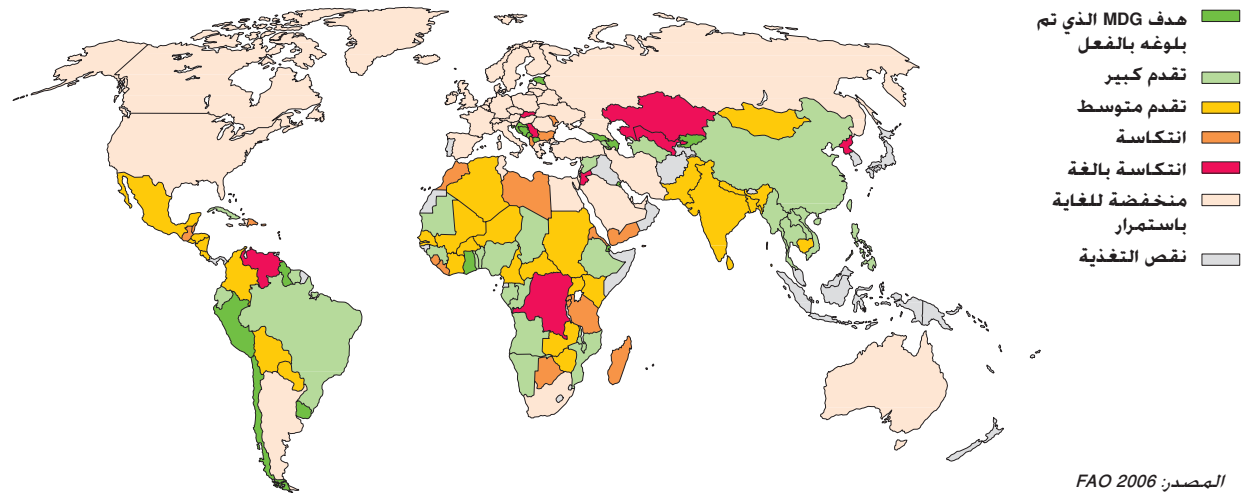 هدف MDG الذي تم
بلوغه بالفعل
تقدم كبير
تقدم متوسط
انتكاسة
انتكاسة بالغة
منخفضة للغاية
باستمرار
نقص التغذية
المصدر: FAO 2006